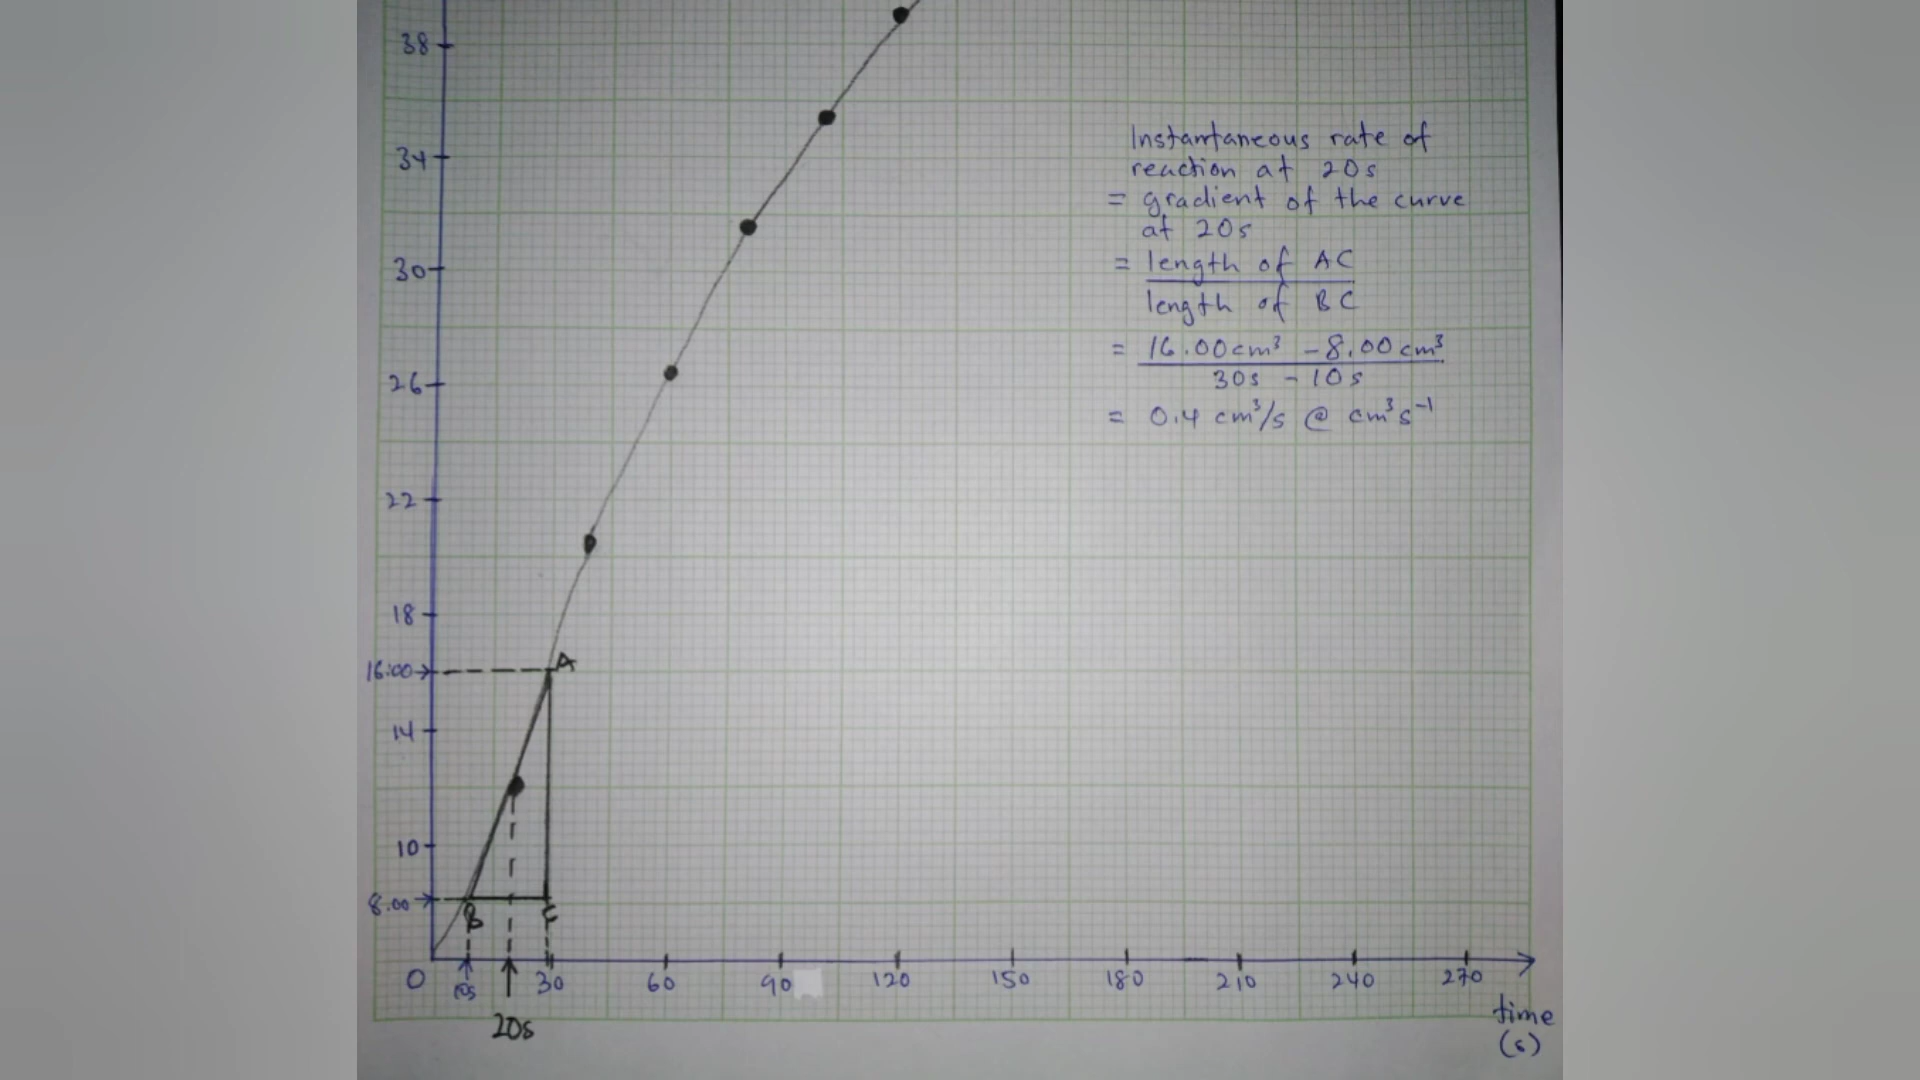 38
34
30
26
22
18
16.00
14
10
8.00
A
B
C
0
10s
20s
30
60
90
120
150
180
210
240
270
time
(s)
Instantaneous rate of
reaction at 20s
= gradient of the curve
at 20s
= length of AC
length of BC
= 16.00cm³ - 8.00cm³
30s - 10s
= 0.4 cm³/s @ cm³s⁻¹